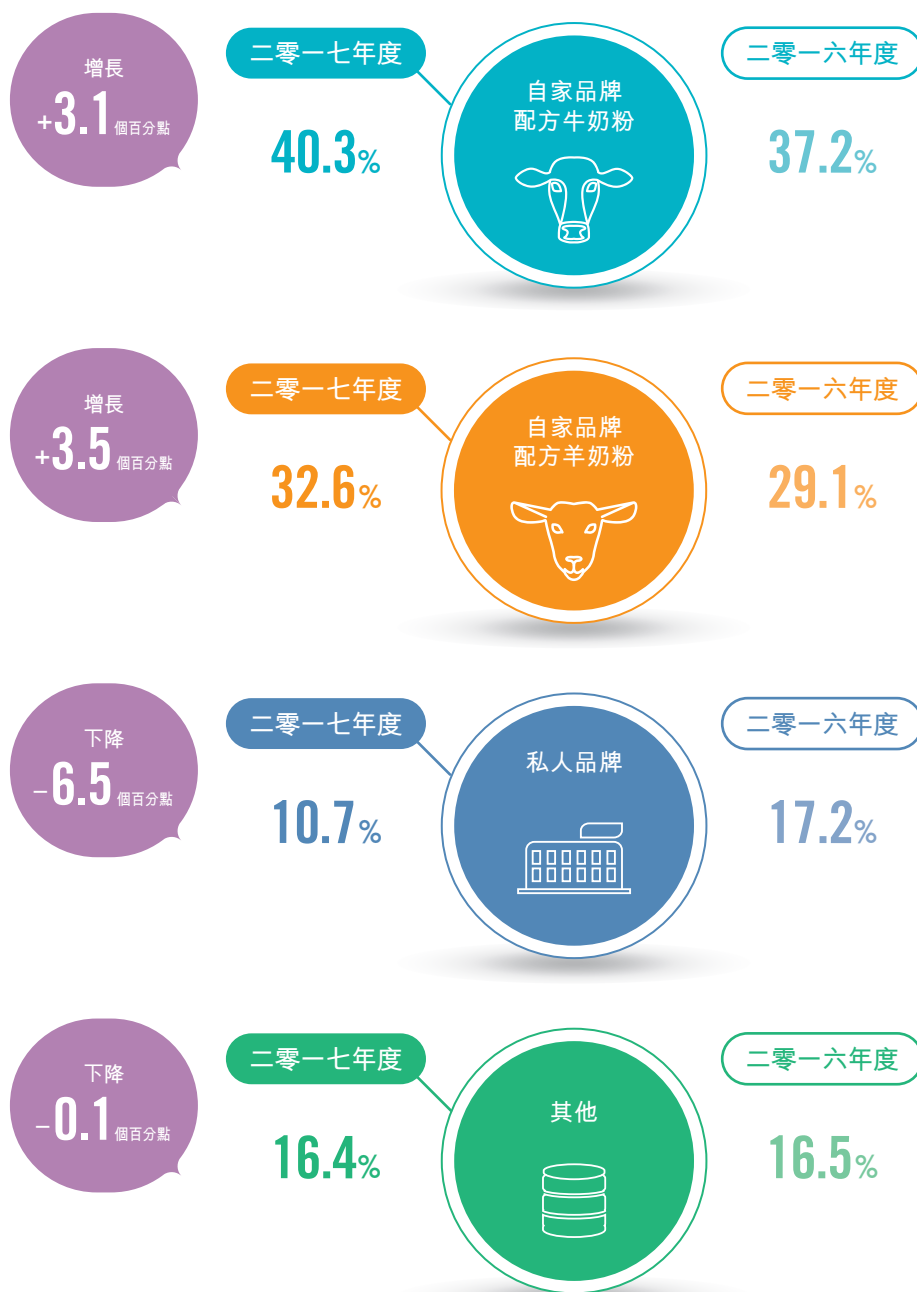 增長
+3.1個百分點
二零一七年度
40.3%
自家品牌
配方牛奶粉
二零一六年度
37.2%
增長
+3.5個百分點
二零一七年度
32.6%
自家品牌
配方羊奶粉
二零一六年度
29.1%
下降
–6.5個百分點
二零一七年度
10.7%
私人品牌
二零一六年度
17.2%
下降
–0.1個百分點
二零一七年度
16.4%
其他
二零一六年度
16.5%